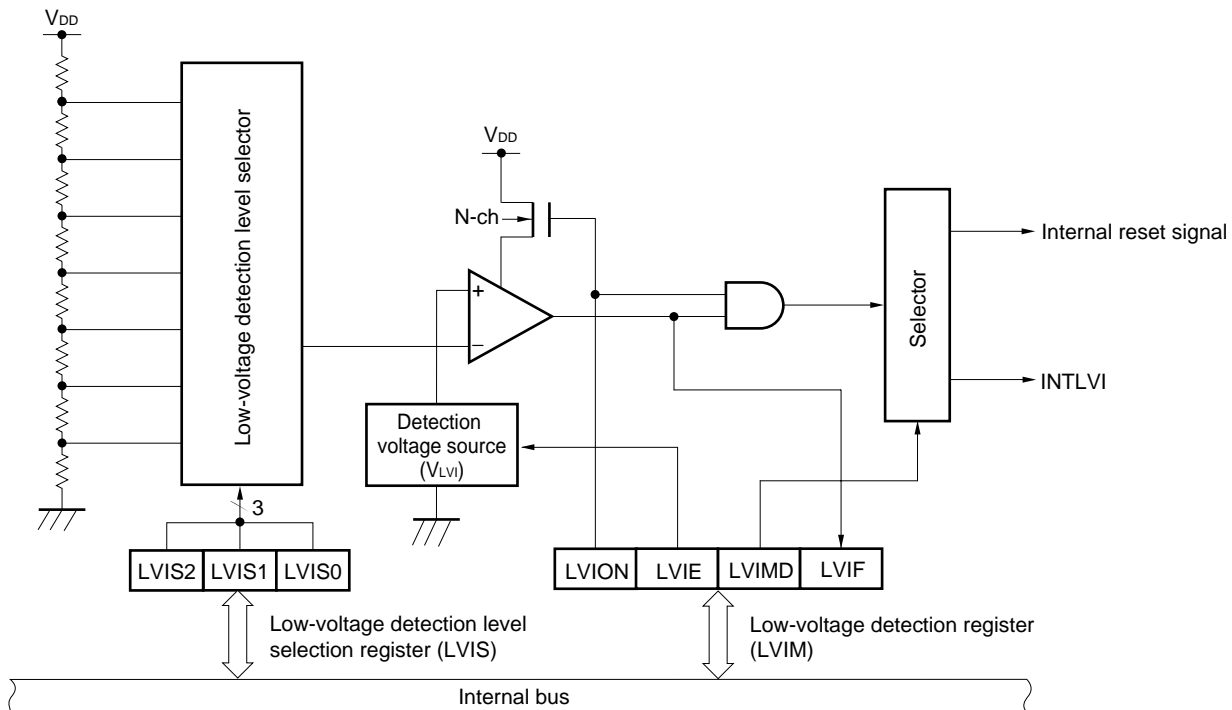 VDD
Low-voltage detection level selector
VDD
N-ch
+
−
Detection
voltage source
(VLVI)
Selector
Internal reset signal
INTLVI
3
LVIS2 LVIS1 LVIS0
LVION LVIE LVIMD LVIF
Low-voltage detection level
selection register (LVIS)
Low-voltage detection register
(LVIM)
Internal bus